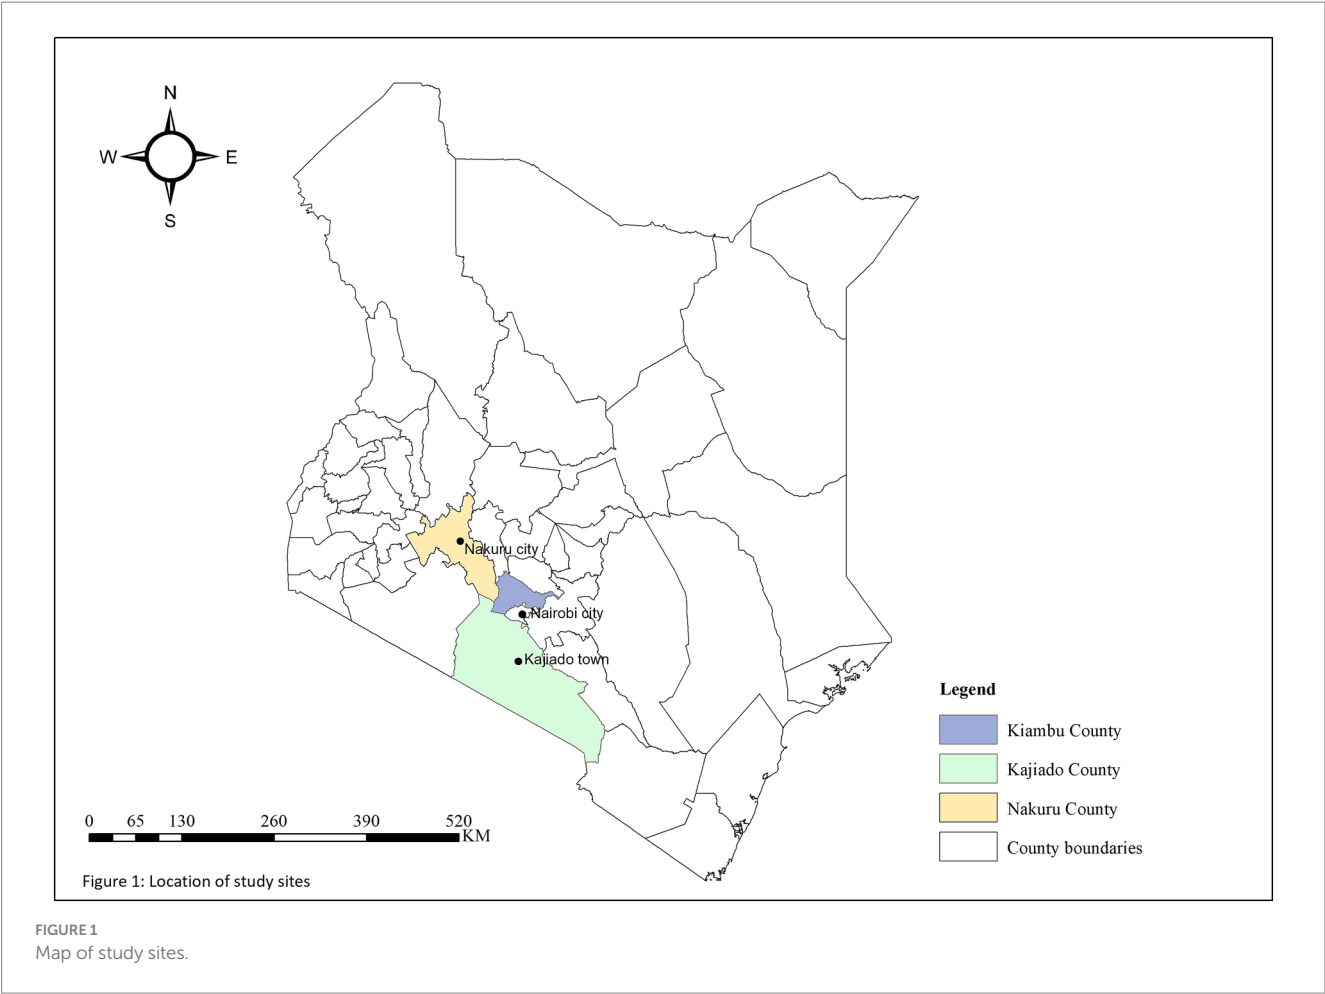 N
W E
S
Nakuru city
Nairobi city
Kajiado town
Legend
Kiambu County
Kajiado County
Nakuru County
County boundaries
0 65 130 260 390 520
KM
Figure 1: Location of study sites
FIGURE 1
Map of study sites.